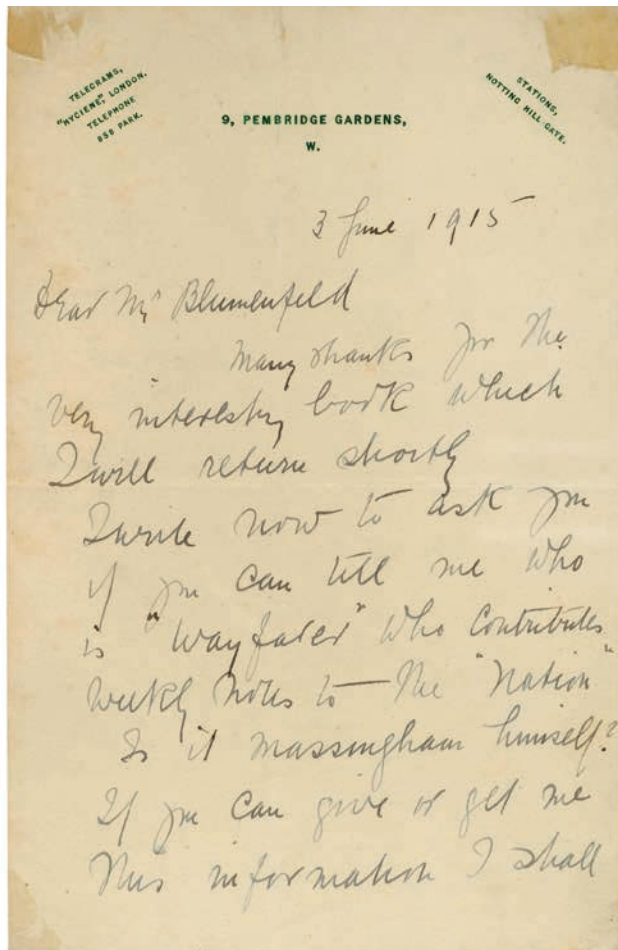 TELEGRAMS,
"HYGIENE," LONDON.
TELEPHONE
858 PARK.
9, PEMBRIDGE GARDENS,
W.
STATIONS,
NOTTING HILL GATE.
3 June 1915
Dear Mr Blumenfeld
Many thanks for the
very interesting book which
I will return shortly
I write now to ask you
if you can tell me who
is "Wayfarer" who contributes
weekly notes to the "Nation"
Is it Massingham himself?
If you can give or get me
this information I shall